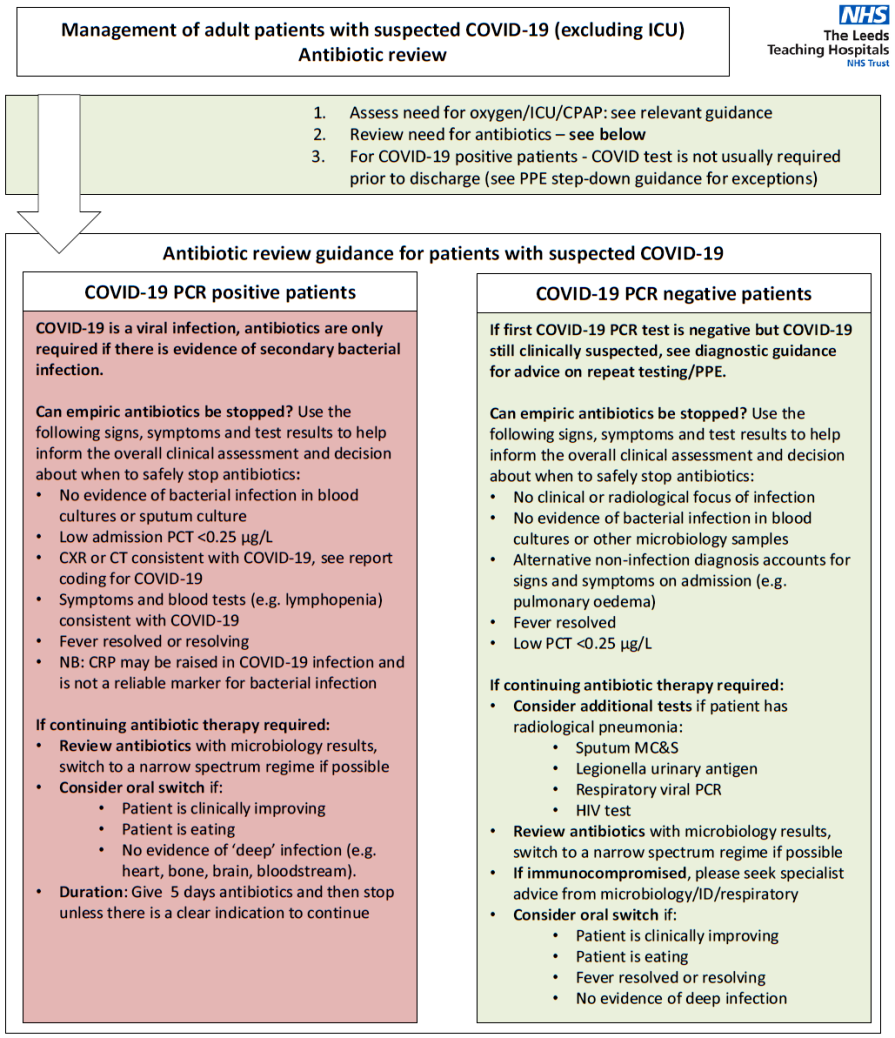 Management of adult patients with suspected COVID-19 (excluding ICU)
Antibiotic review
NHS
The Leeds
Teaching Hospitals
NHS Trust
1. Assess need for oxygen/ICU/CPAP: see relevant guidance
2. Review need for antibiotics – see below
3. For COVID-19 positive patients - COVID test is not usually required
prior to discharge (see PPE step-down guidance for exceptions)
Antibiotic review guidance for patients with suspected COVID-19
COVID-19 PCR positive patients
COVID-19 is a viral infection, antibiotics are only
required if there is evidence of secondary bacterial
infection.
Can empiric antibiotics be stopped? Use the
following signs, symptoms and test results to help
inform the overall clinical assessment and decision
about when to safely stop antibiotics:
• No evidence of bacterial infection in blood
cultures or sputum culture
• Low admission PCT <0.25 µg/L
• CXR or CT consistent with COVID-19, see report
coding for COVID-19
• Symptoms and blood tests (e.g. lymphopenia)
consistent with COVID-19
• Fever resolved or resolving
• NB: CRP may be raised in COVID-19 infection and
is not a reliable marker for bacterial infection
If continuing antibiotic therapy required:
• Review antibiotics with microbiology results,
switch to a narrow spectrum regime if possible
• Consider oral switch if:
• Patient is clinically improving
• Patient is eating
• No evidence of ‘deep’ infection (e.g.
heart, bone, brain, bloodstream).
• Duration: Give 5 days antibiotics and then stop
unless there is a clear indication to continue
COVID-19 PCR negative patients
If first COVID-19 PCR test is negative but COVID-19
still clinically suspected, see diagnostic guidance
for advice on repeat testing/PPE.
Can empiric antibiotics be stopped? Use the
following signs, symptoms and test results to help
inform the overall clinical assessment and decision
about when to safely stop antibiotics:
• No clinical or radiological focus of infection
• No evidence of bacterial infection in blood
cultures or other microbiology samples
• Alternative non-infection diagnosis accounts for
signs and symptoms on admission (e.g.
pulmonary oedema)
• Fever resolved
• Low PCT <0.25 µg/L
If continuing antibiotic therapy required:
• Consider additional tests if patient has
radiological pneumonia:
• Sputum MC&S
• Legionella urinary antigen
• Respiratory viral PCR
• HIV test
• Review antibiotics with microbiology results,
switch to a narrow spectrum regime if possible
• If immunocompromised, please seek specialist
advice from microbiology/ID/respiratory
• Consider oral switch if:
• Patient is clinically improving
• Patient is eating
• Fever resolved or resolving
• No evidence of deep infection